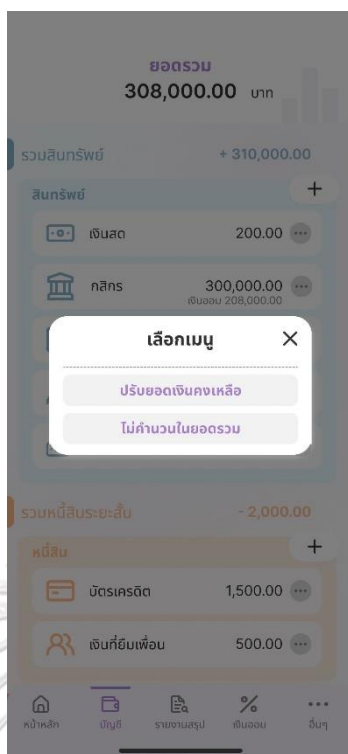 ยอดรวม
308,000.00 บาท
รวมสินทรัพย์ + 310,000.00
สินทรัพย์
เงินสด 200.00
กสิกร 300,000.00
เงินออม 208,000.00
เลือกเมนู
ปรับยอดเงินคงเหลือ
ไม่คำนวนในยอดรวม
รวมหนี้สินระยะสั้น - 2,000.00
หนี้สิน
บัตรเครดิต 1,500.00
เงินที่ยืมเพื่อน 500.00
หน้าหลัก บัญชี รายงานสรุป เงินออม อื่นๆ